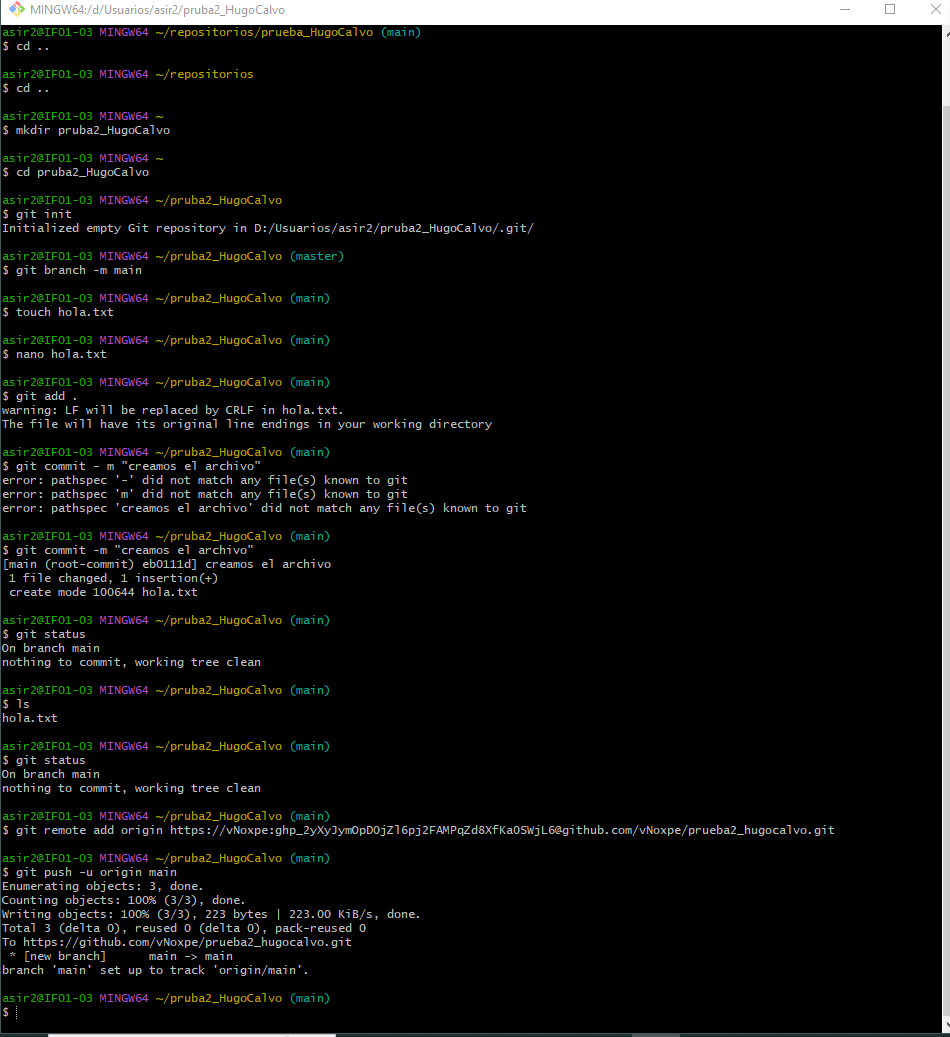 MINGW64:/d/Usuarios/asir2/pruba2_HugoCalvo
asir2@IF01-03 MINGW64 ~/repositorios/prueba_HugoCalvo (main)
$ cd ..
asir2@IF01-03 MINGW64 ~/repositorios
$ cd ..
asir2@IF01-03 MINGW64 ~
$ mkdir pruba2_HugoCalvo
asir2@IF01-03 MINGW64 ~
$ cd pruba2_HugoCalvo
asir2@IF01-03 MINGW64 ~/pruba2_HugoCalvo
$ git init
Initialized empty Git repository in D:/Usuarios/asir2/pruba2_HugoCalvo/.git/
asir2@IF01-03 MINGW64 ~/pruba2_HugoCalvo (master)
$ git branch -m main
asir2@IF01-03 MINGW64 ~/pruba2_HugoCalvo (main)
$ touch hola.txt
asir2@IF01-03 MINGW64 ~/pruba2_HugoCalvo (main)
$ nano hola.txt
asir2@IF01-03 MINGW64 ~/pruba2_HugoCalvo (main)
$ git add .
warning: LF will be replaced by CRLF in hola.txt.
The file will have its original line endings in your working directory
asir2@IF01-03 MINGW64 ~/pruba2_HugoCalvo (main)
$ git commit - m "creamos el archivo"
error: pathspec '-' did not match any file(s) known to git
error: pathspec 'm' did not match any file(s) known to git
error: pathspec 'creamos el archivo' did not match any file(s) known to git
asir2@IF01-03 MINGW64 ~/pruba2_HugoCalvo (main)
$ git commit -m "creamos el archivo"
[main (root-commit) eb0111d] creamos el archivo
1 file changed, 1 insertion(+)
create mode 100644 hola.txt
asir2@IF01-03 MINGW64 ~/pruba2_HugoCalvo (main)
$ git status
On branch main
nothing to commit, working tree clean
asir2@IF01-03 MINGW64 ~/pruba2_HugoCalvo (main)
$ ls
hola.txt
asir2@IF01-03 MINGW64 ~/pruba2_HugoCalvo (main)
$ git status
On branch main
nothing to commit, working tree clean
asir2@IF01-03 MINGW64 ~/pruba2_HugoCalvo (main)
$ git remote add origin https://vNoxpe:@github.com/vNoxpe/prueba2_hugocalvo.git
asir2@IF01-03 MINGW64 ~/pruba2_HugoCalvo (main)
$ git push -u origin main
Enumerating objects: 3, done.
Counting objects: 100% (3/3), done.
Writing objects: 100% (3/3), 223 bytes | 223.00 KiB/s, done.
Total 3 (delta 0), reused 0 (delta 0), pack-reused 0
To https://github.com/vNoxpe/prueba2_hugocalvo.git
* [new branch]      main -> main
branch 'main' set up to track 'origin/main'.
asir2@IF01-03 MINGW64 ~/pruba2_HugoCalvo (main)
$